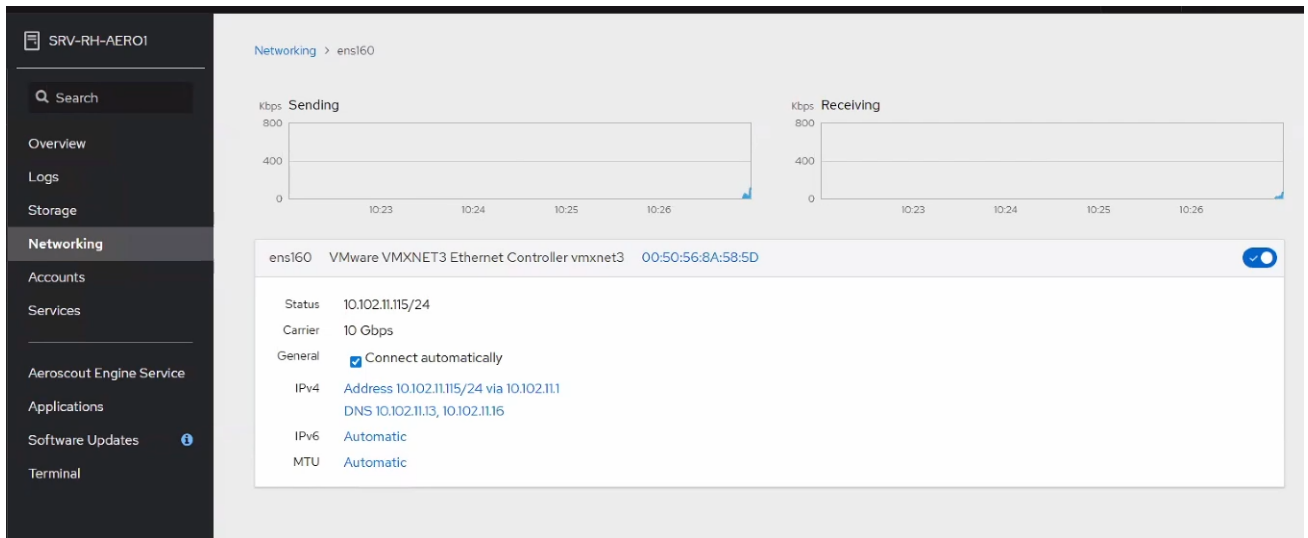 SRV-RH-AERO1
Search
Overview
Logs
Storage
Networking
Accounts
Services
Aeroscout Engine Service
Applications
Software Updates
Terminal
Networking > ens160
Kbps Sending
800
400
0
10:23 10:24 10:25 10:26
Kbps Receiving
800
400
0
10:23 10:24 10:25 10:26
ens160 VMware VMXNET3 Ethernet Controller vmxnet3 00:50:56:8A:58:5D
Status 10.102.11.115/24
Carrier 10 Gbps
General Connect automatically
IPv4 Address 10.102.11.115/24 via 10.102.11.1
DNS 10.102.11.13, 10.102.11.16
IPv6 Automatic
MTU Automatic